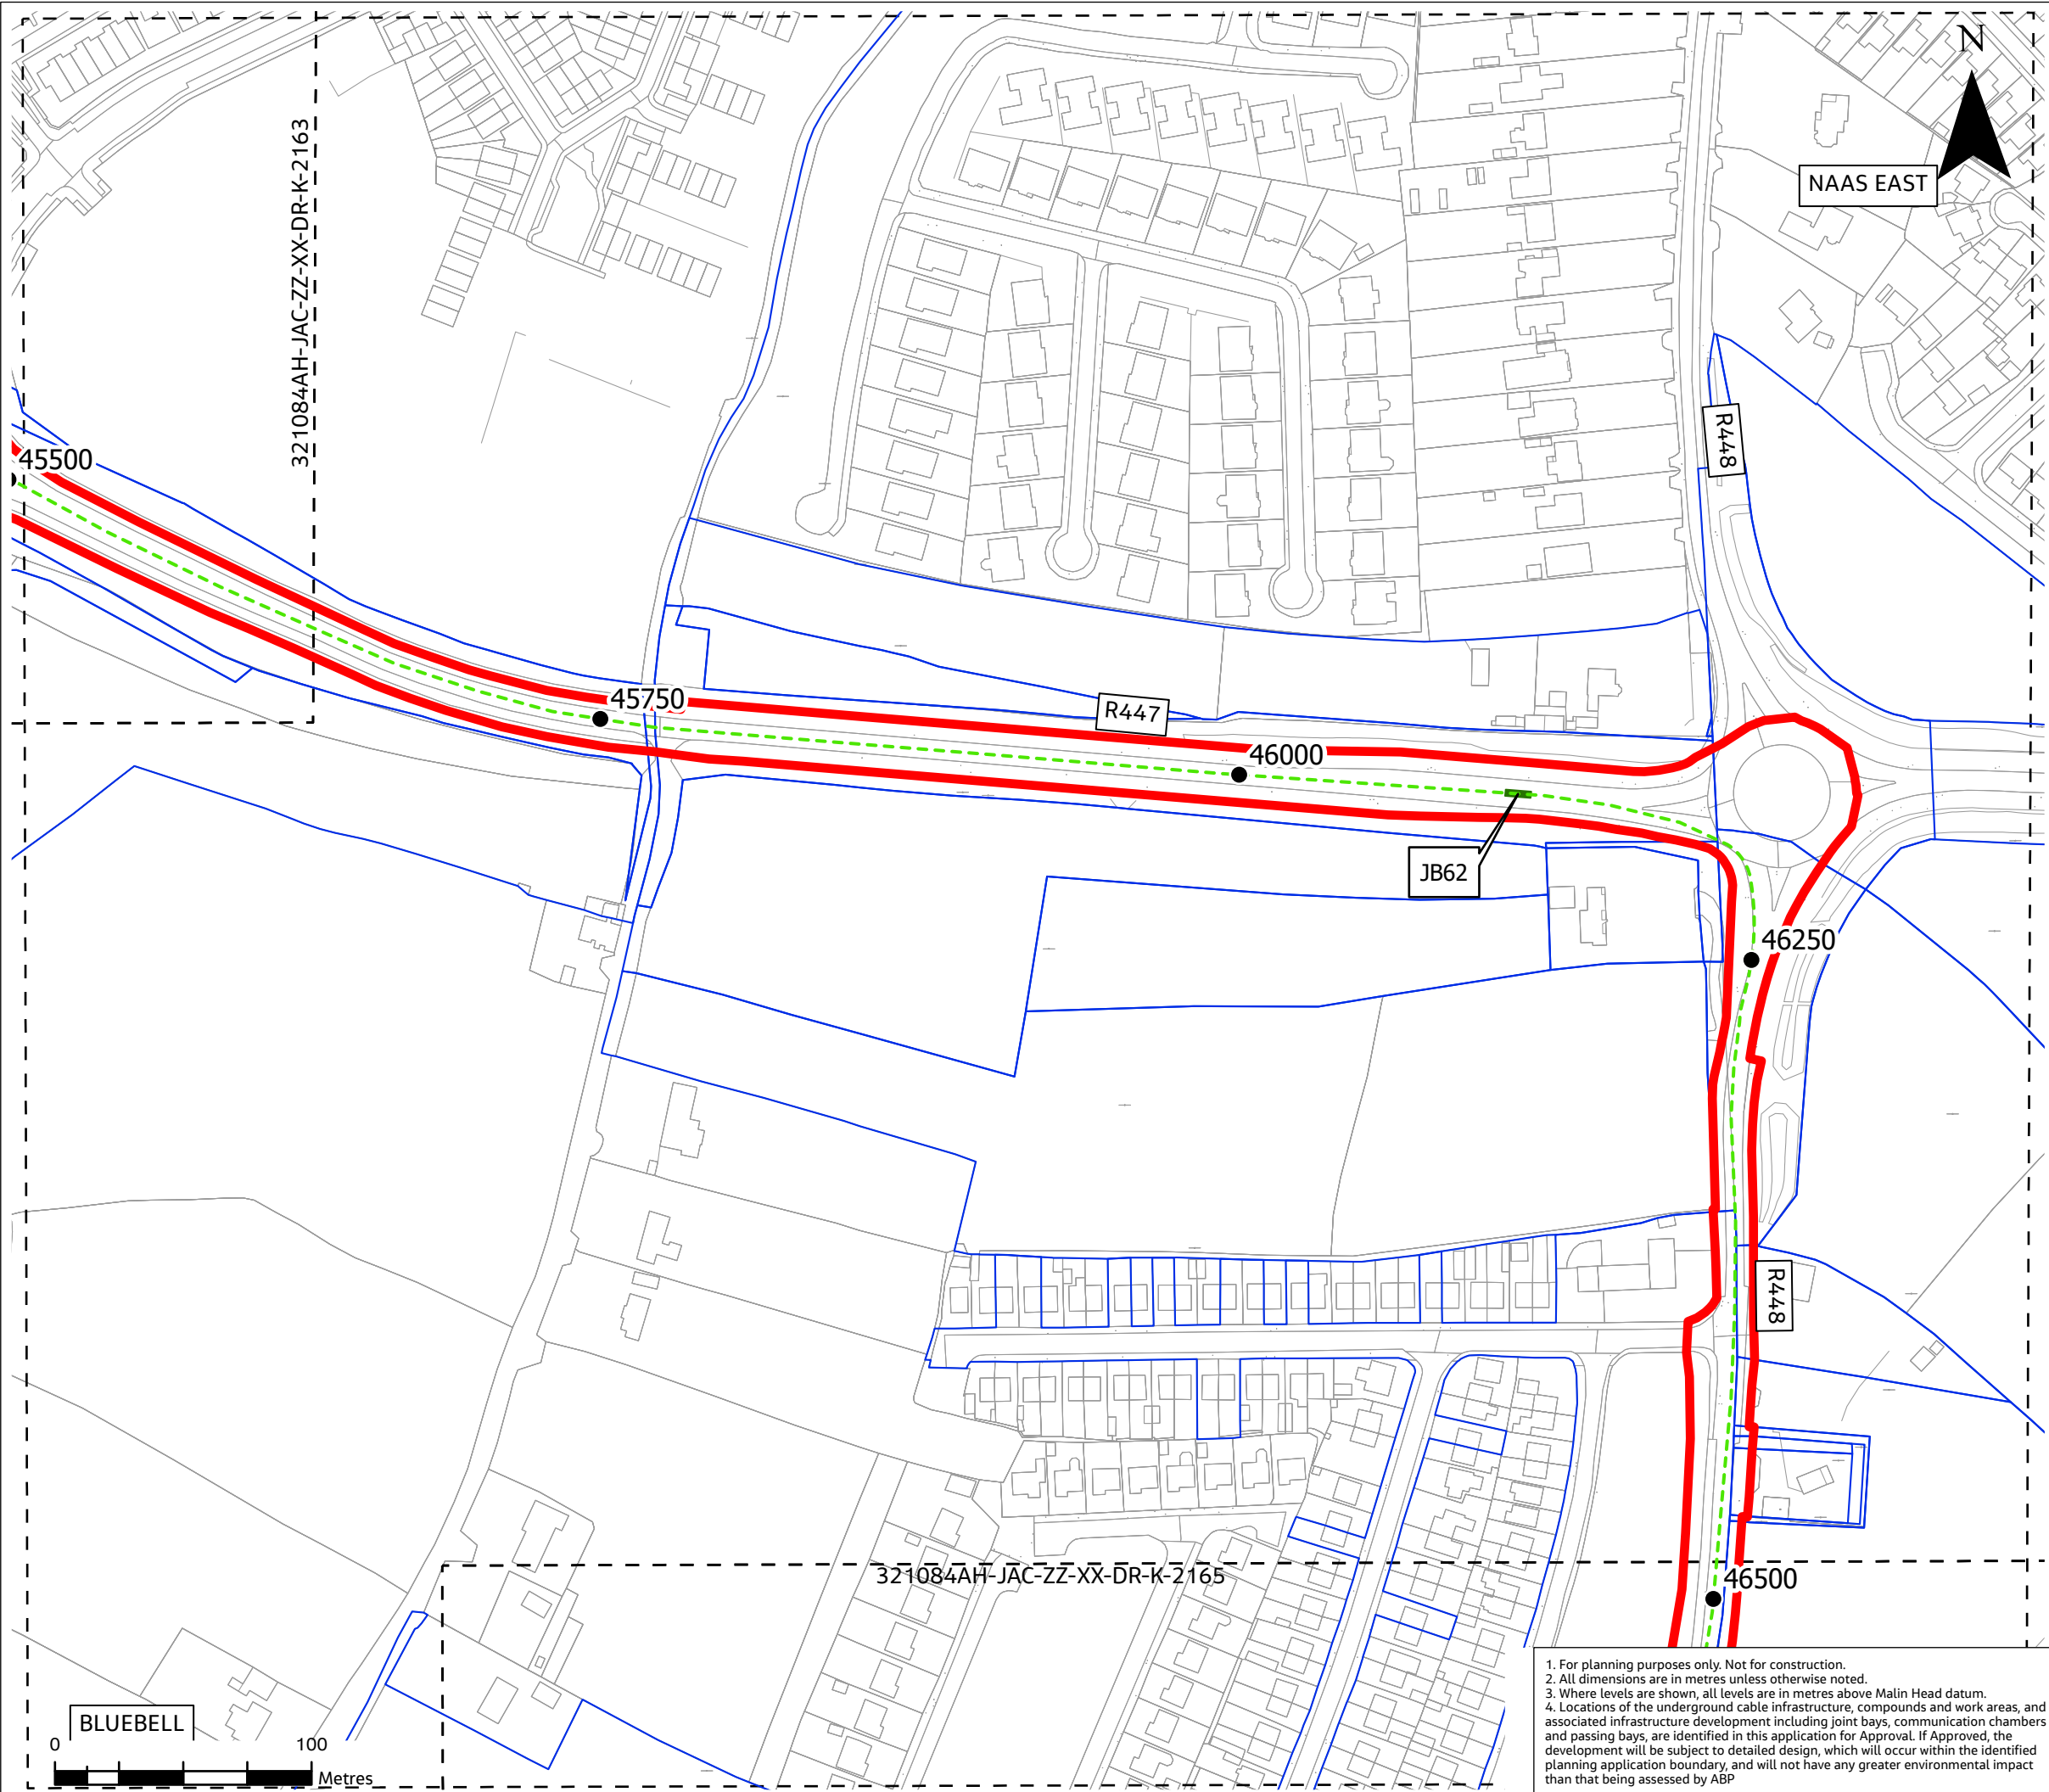 N
NAAS EAST
321084AH-JAC-ZZ-XX-DR-K-2163
R448
45500
45750
R447
46000
JB62
46250
R448
321084AH-JAC-ZZ-XX-DR-K-2165
46500
BLUEBELL
0 100
Metres
1. For planning purposes only. Not for construction.
2. All dimensions are in metres unless otherwise noted.
3. Where levels are shown, all levels are in metres above Malin Head datum.
4. Locations of the underground cable infrastructure, compounds and work areas, and
associated infrastructure development including joint bays, communication chambers
and passing bays, are identified in this application for Approval. If Approved, the
development will be subject to detailed design, which will occur within the identified
planning application boundary, and will not have any greater environmental impact
than that being assessed by ABP